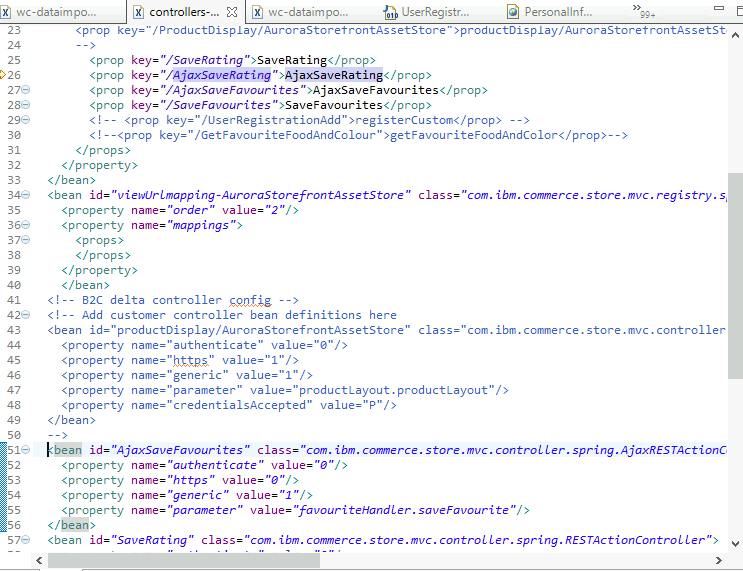 wc-dataimpo...
controllers-...
wc-dataimpo...
UserRegistr...
PersonalInf...
99+
23 <prop key="/ProductDisplay/AuroraStorefrontAssetStore">productDisplay/AuroraStorefrontAssetS
24 -->
25 <prop key="/SaveRating">SaveRating</prop>
26 <prop key="/AjaxSaveRating">AjaxSaveRating</prop>
27 <prop key="/AjaxSaveFavourites">AjaxSaveFavourites</prop>
28 <prop key="/SaveFavourites">SaveFavourites</prop>
29 <!-- <prop key="/UserRegistrationAdd">registerCustom</prop> -->
30 <!--<prop key="/GetFavouriteFoodAndColour">getFavouriteFoodAndColor</prop>-->
31 </props>
32 </property>
33 </bean>
34 <bean id="viewUrlmapping-AuroraStorefrontAssetStore" class="com.ibm.commerce.store.mvc.registry.sp
35 <property name="order" value="2"/>
36 <property name="mappings">
37 <props>
38 </props>
39 </property>
40 </bean>
41 <!-- B2C delta controller config -->
42 <!-- Add customer controller bean definitions here
43 <bean id="productDisplay/AuroraStorefrontAssetStore" class="com.ibm.commerce.store.mvc.controller
44 <property name="authenticate" value="0"/>
45 <property name="https" value="1"/>
46 <property name="generic" value="1"/>
47 <property name="parameter" value="productLayout.productLayout"/>
48 <property name="credentialsAccepted" value="P"/>
49 </bean>
50 -->
51 <bean id="AjaxSaveFavourites" class="com.ibm.commerce.store.mvc.controller.spring.AjaxRESTActionC
52 <property name="authenticate" value="0"/>
53 <property name="https" value="0"/>
54 <property name="generic" value="1"/>
55 <property name="parameter" value="favouriteHandler.saveFavourite"/>
56 </bean>
57 <bean id="SaveRating" class="com.ibm.commerce.store.mvc.controller.spring.RESTActionController">